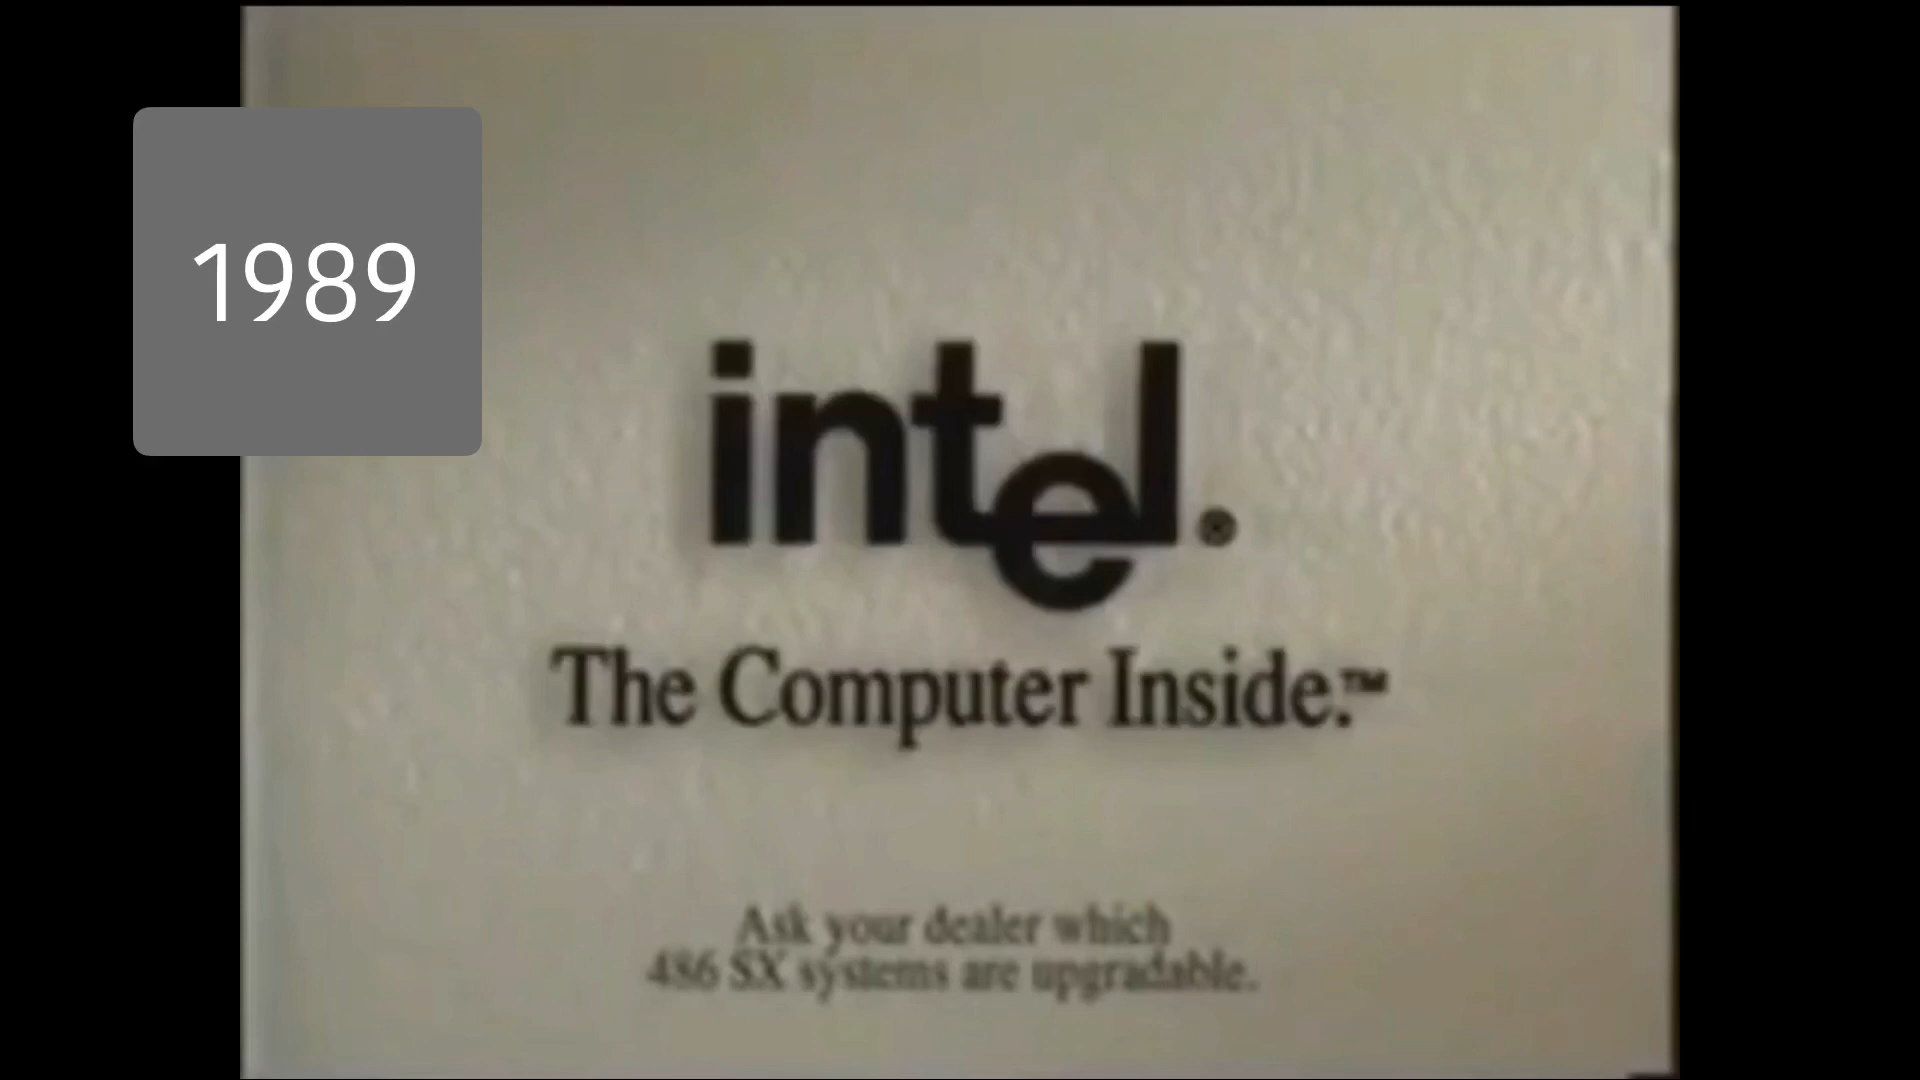 1989
intel®
The Computer Inside.™
Ask your dealer which
486 SX systems are upgradable.